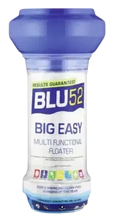 RESULTS GUARANTEED
BLU52
BIG EASY
MULTI FUNCTIONAL
FLOATER